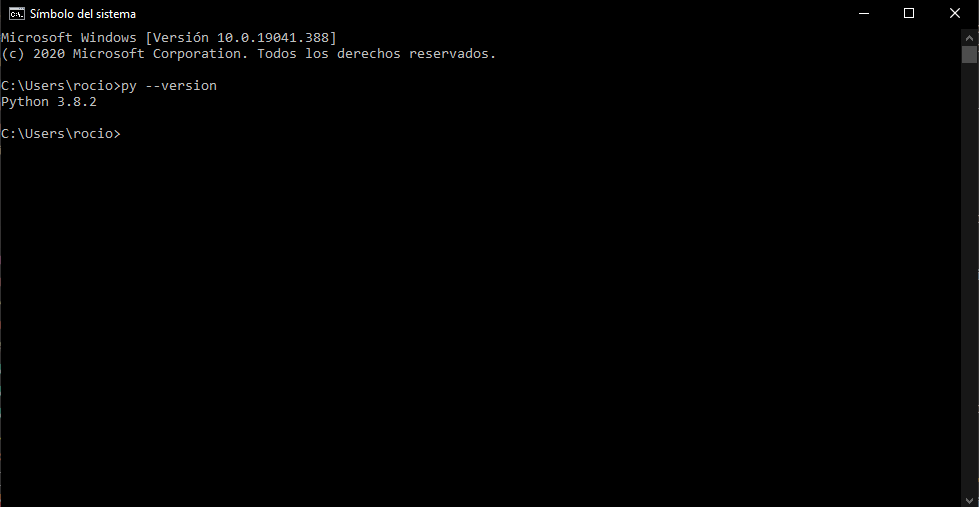 Símbolo del sistema
Microsoft Windows [Versión 10.0.19041.388]
(c) 2020 Microsoft Corporation. Todos los derechos reservados.
C:\Users\rocio>py --version
Python 3.8.2
C:\Users\rocio>